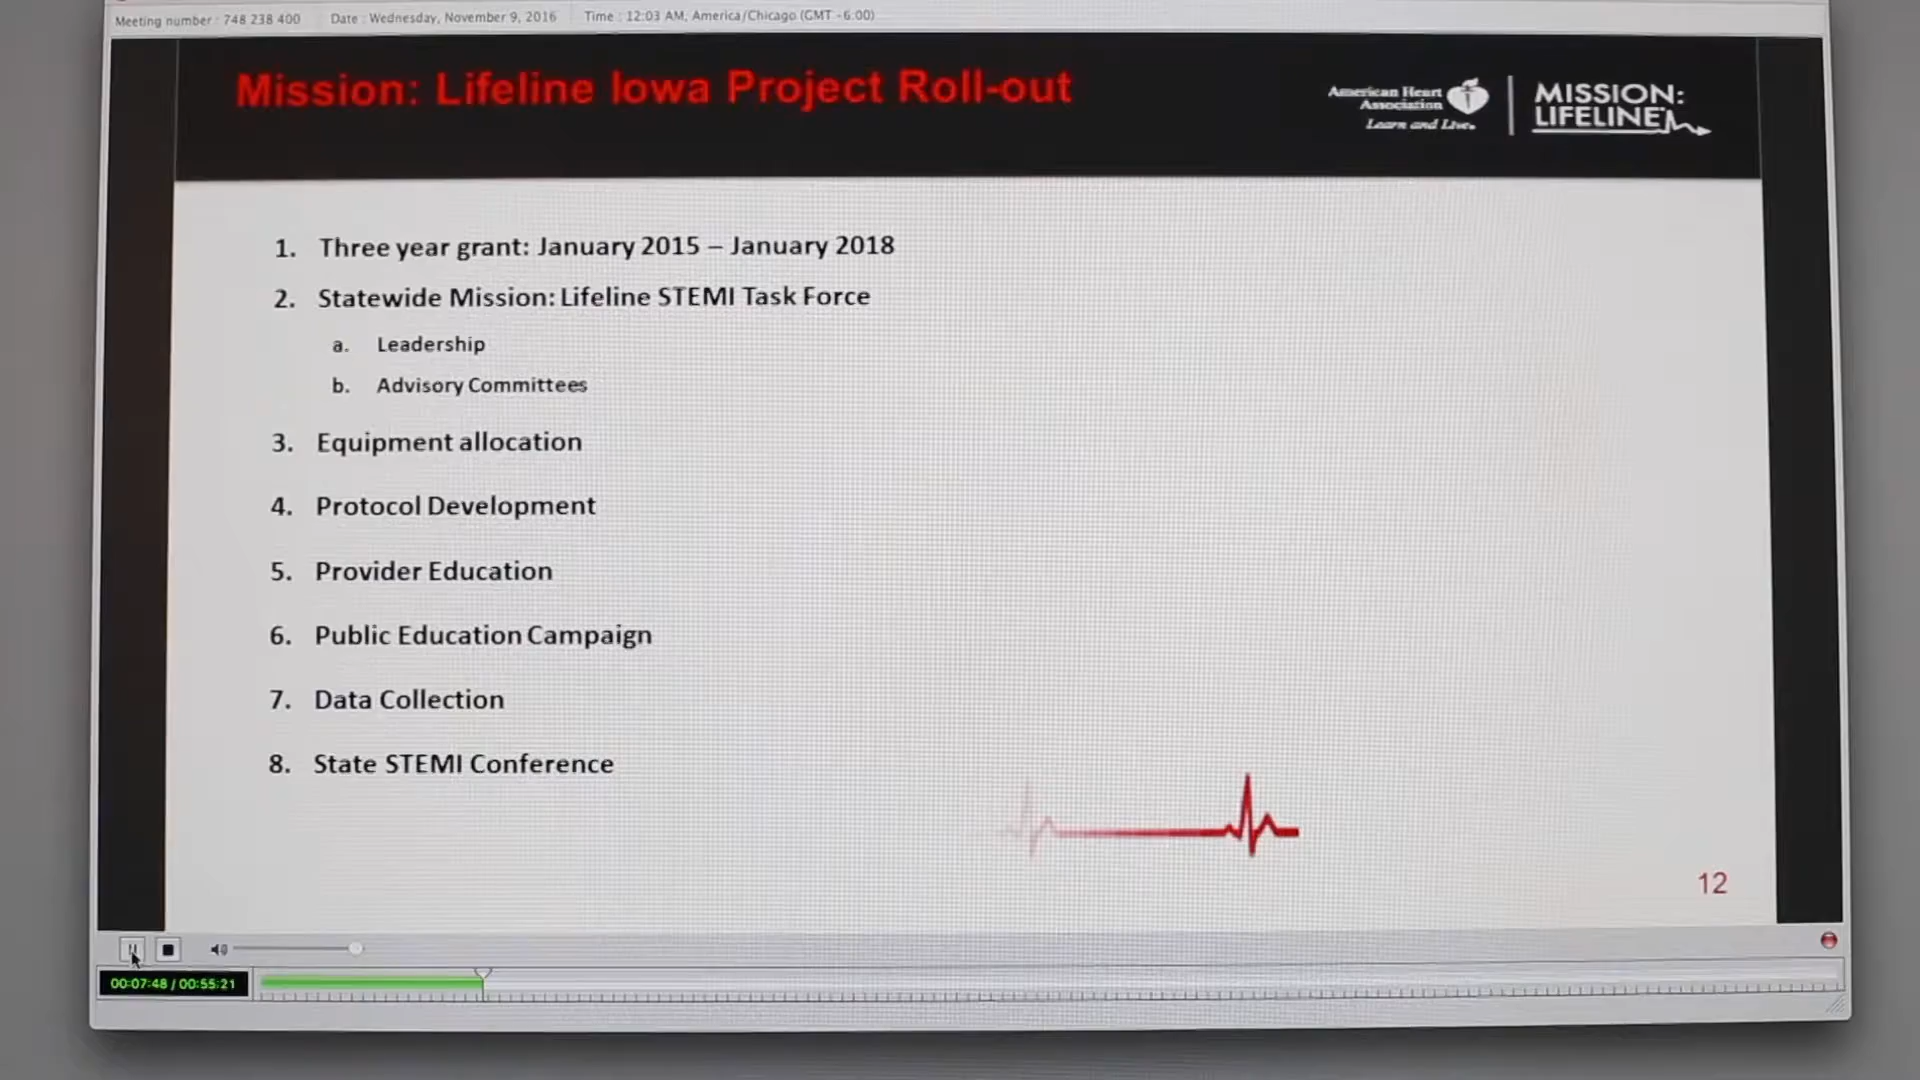 Meeting number : 748 238 400 Date : Wednesday, November 9, 2016 Time : 12:03 AM, America/Chicago (GMT -6:00)
Mission: Lifeline Iowa Project Roll-out
American Heart
Association
Learn and Live.
MISSION:
LIFELINE
1. Three year grant: January 2015 – January 2018
2. Statewide Mission: Lifeline STEMI Task Force
a. Leadership
b. Advisory Committees
3. Equipment allocation
4. Protocol Development
5. Provider Education
6. Public Education Campaign
7. Data Collection
8. State STEMI Conference
12
00:07:48 / 00:55:21